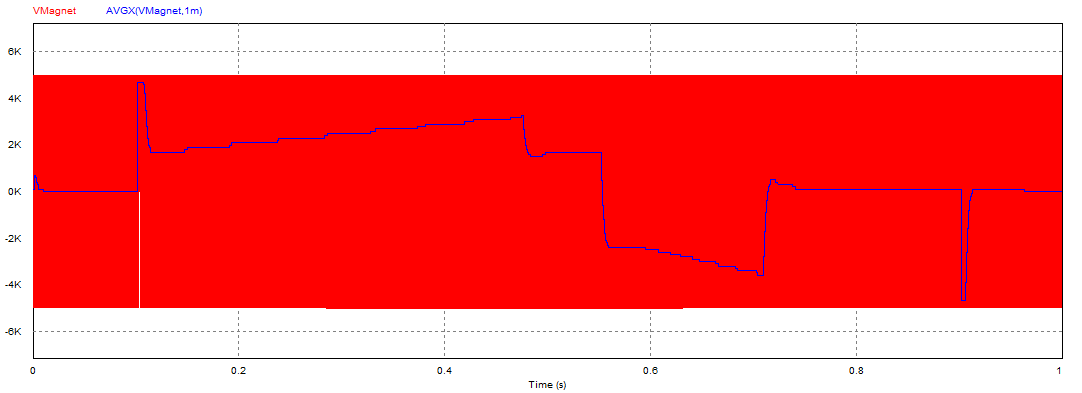 VMagnet AVGX(VMagnet,1m)
6K
4K
2K
0K
-2K
-4K
-6K
0 0.2 0.4 0.6 0.8 1
Time (s)